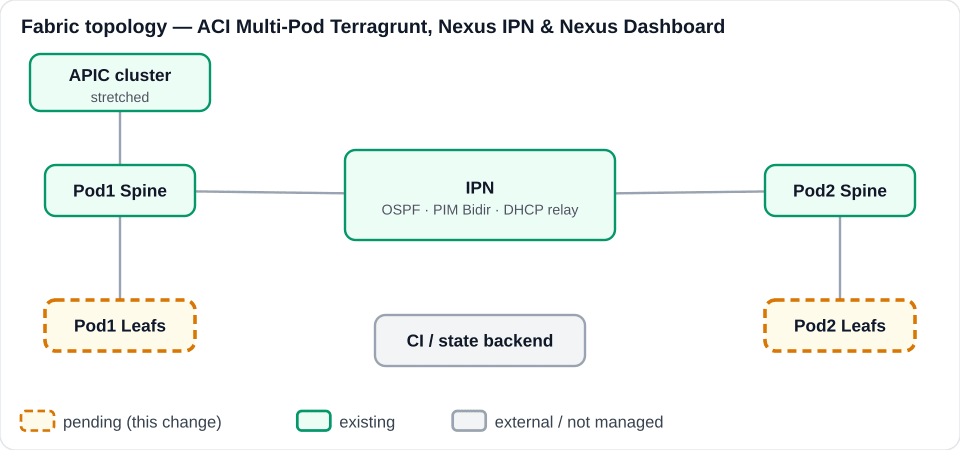 Fabric topology — ACI Multi-Pod Terragrunt, Nexus IPN & Nexus Dashboard
APIC cluster
stretched
Pod1 Spine
IPN
OSPF · PIM Bidir · DHCP relay
Pod2 Spine
Pod1 Leafs
CI / state backend
Pod2 Leafs
pending (this change)
existing
external / not managed